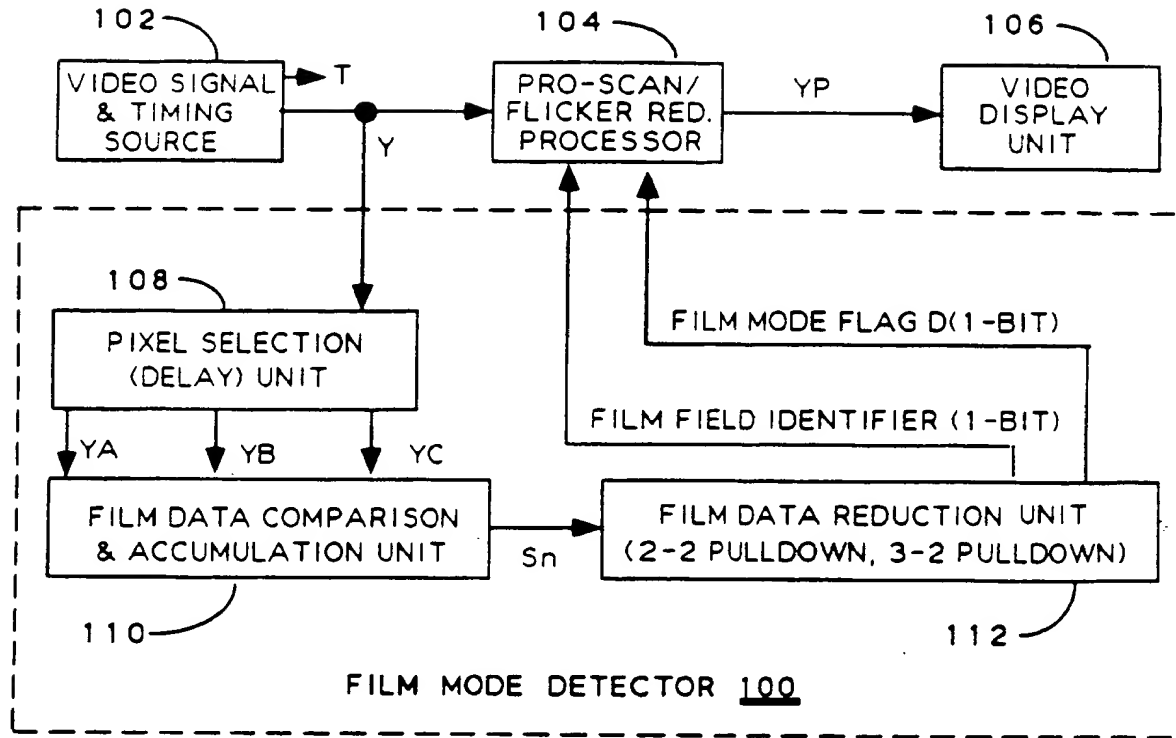 102
104
106
VIDEO SIGNAL
& TIMING
SOURCE
T
Y
PRO-SCAN/
FLICKER RED.
PROCESSOR
YP
VIDEO
DISPLAY
UNIT
108
PIXEL SELECTION
(DELAY) UNIT
FILM MODE FLAG D(1-BIT)
FILM FIELD IDENTIFIER (1-BIT)
YA
YB
YC
FILM DATA COMPARISON
& ACCUMULATION UNIT
Sn
FILM DATA REDUCTION UNIT
(2-2 PULLDOWN, 3-2 PULLDOWN)
110
112
FILM MODE DETECTOR 100